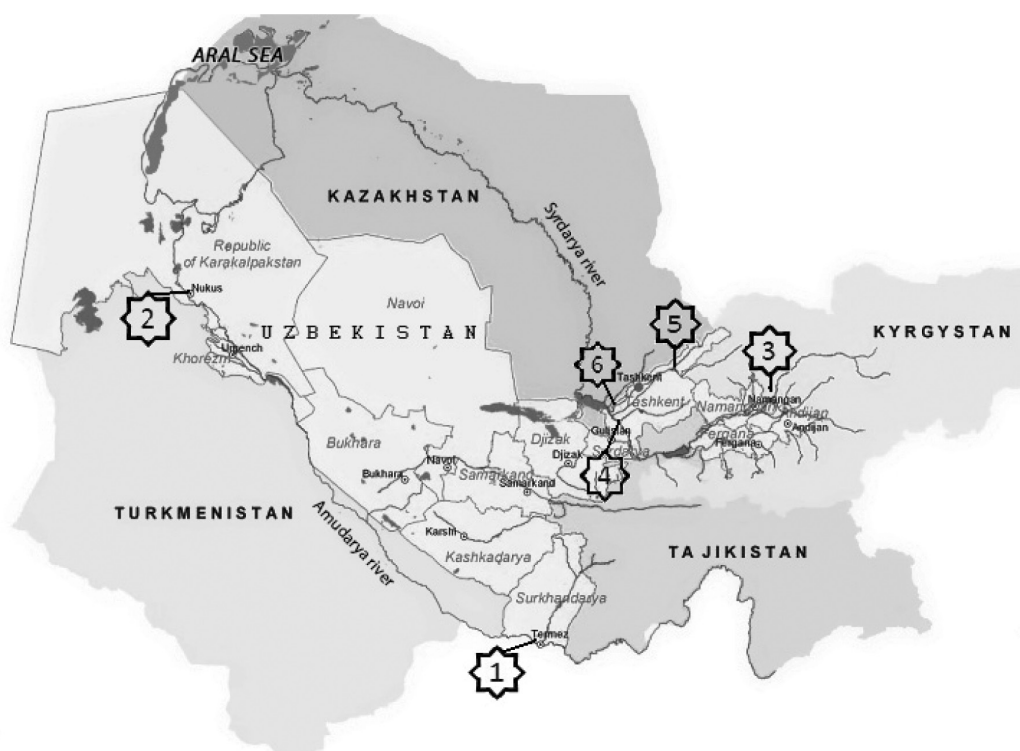 ARAL SEA
KAZAKHSTAN
Syrdarya river
Republic
of Karakalpakstan
Navoi
Nukus
2
UZBEKISTAN
5
KYRGYSTAN
3
6
Tashkent
Tashkent
Khorezm
Urgench
Namangan
Namangan
Andijan
Andijan
Gulistan
Fergana
Fergana
Syrdarya
Bukhara
Djizak
Djizak
Navoi
Bukhara
Samarkand
Samarkand
4
TURKMENISTAN
Amudarya river
Karshi
Kashkadarya
TAJIKISTAN
Surkhandarya
Termez
1